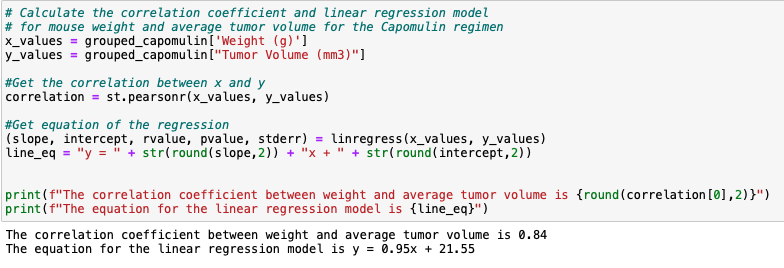 # Calculate the correlation coefficient and linear regression model
# for mouse weight and average tumor volume for the Capomulin regimen
x_values = grouped_capomulin['Weight (g)']
y_values = grouped_capomulin["Tumor Volume (mm3)"]
#Get the correlation between x and y
correlation = st.pearsonr(x_values, y_values)
#Get equation of the regression
(slope, intercept, rvalue, pvalue, stderr) = linregress(x_values, y_values)
line_eq = "y = " + str(round(slope,2)) + "x + " + str(round(intercept,2))
print(f"The correlation coefficient between weight and average tumor volume is {round(correlation[0],2)}")
print(f"The equation for the linear regression model is {line_eq}")
The correlation coefficient between weight and average tumor volume is 0.84
The equation for the linear regression model is y = 0.95x + 21.55